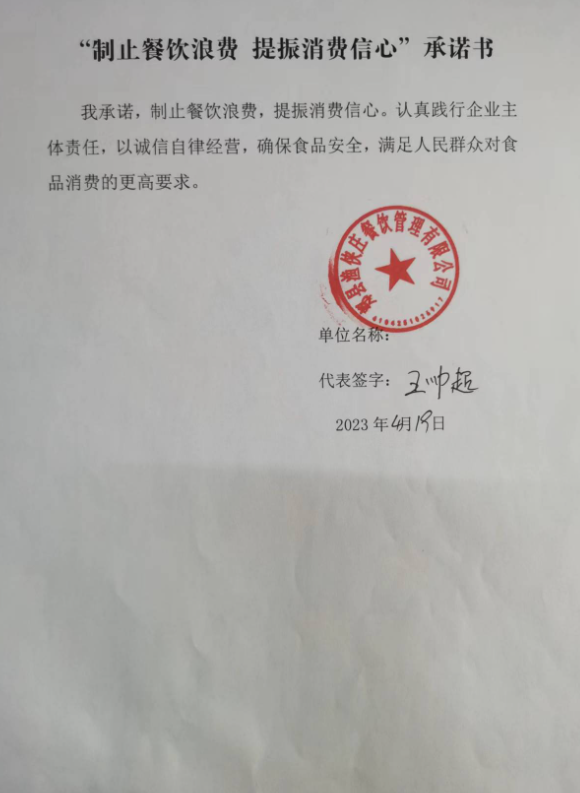 “制止餐饮浪费 提振消费信心”承诺书
我承诺，制止餐饮浪费，提振消费信心。认真践行企业主
体责任，以诚信自律经营，确保食品安全，满足人民群众对食
品消费的更高要求。
县渔侠庄餐饮管理有限公司
单位名称：
代表签字：王帅超
2023年4月19日